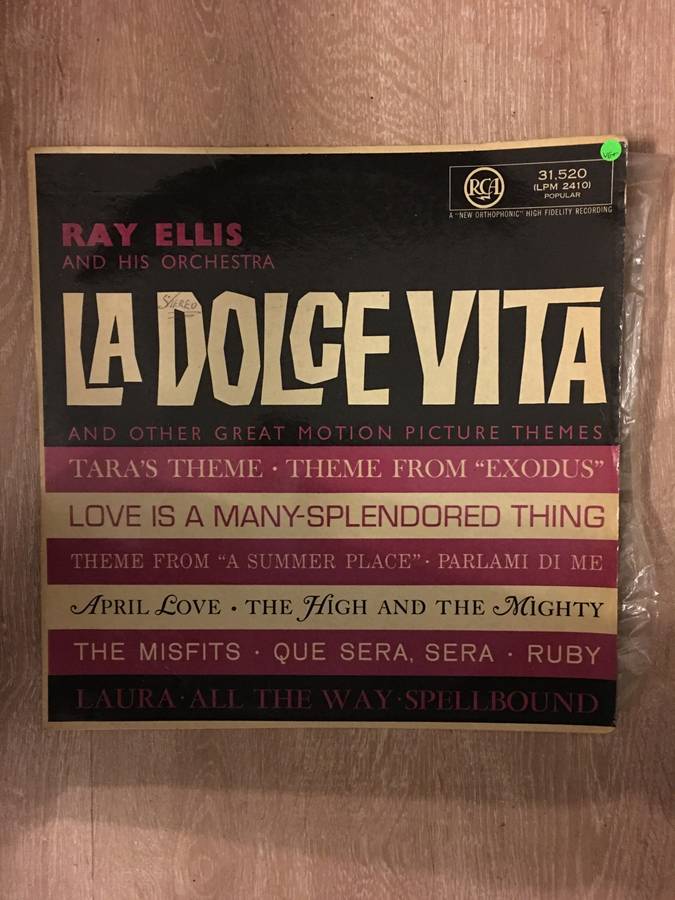 VG+
RCA
31,520
(LPM 2410)
POPULAR
A "NEW ORTHOPHONIC" HIGH FIDELITY RECORDING
RAY ELLIS
AND HIS ORCHESTRA
STEREO
LA DOLCE VITA
AND OTHER GREAT MOTION PICTURE THEMES
TARA'S THEME · THEME FROM "EXODUS"
LOVE IS A MANY-SPLENDORED THING
THEME FROM "A SUMMER PLACE" · PARLAMI DI ME
April Love · THE High AND THE Mighty
THE MISFITS · QUE SERA, SERA · RUBY
LAURA · ALL THE WAY · SPELLBOUND